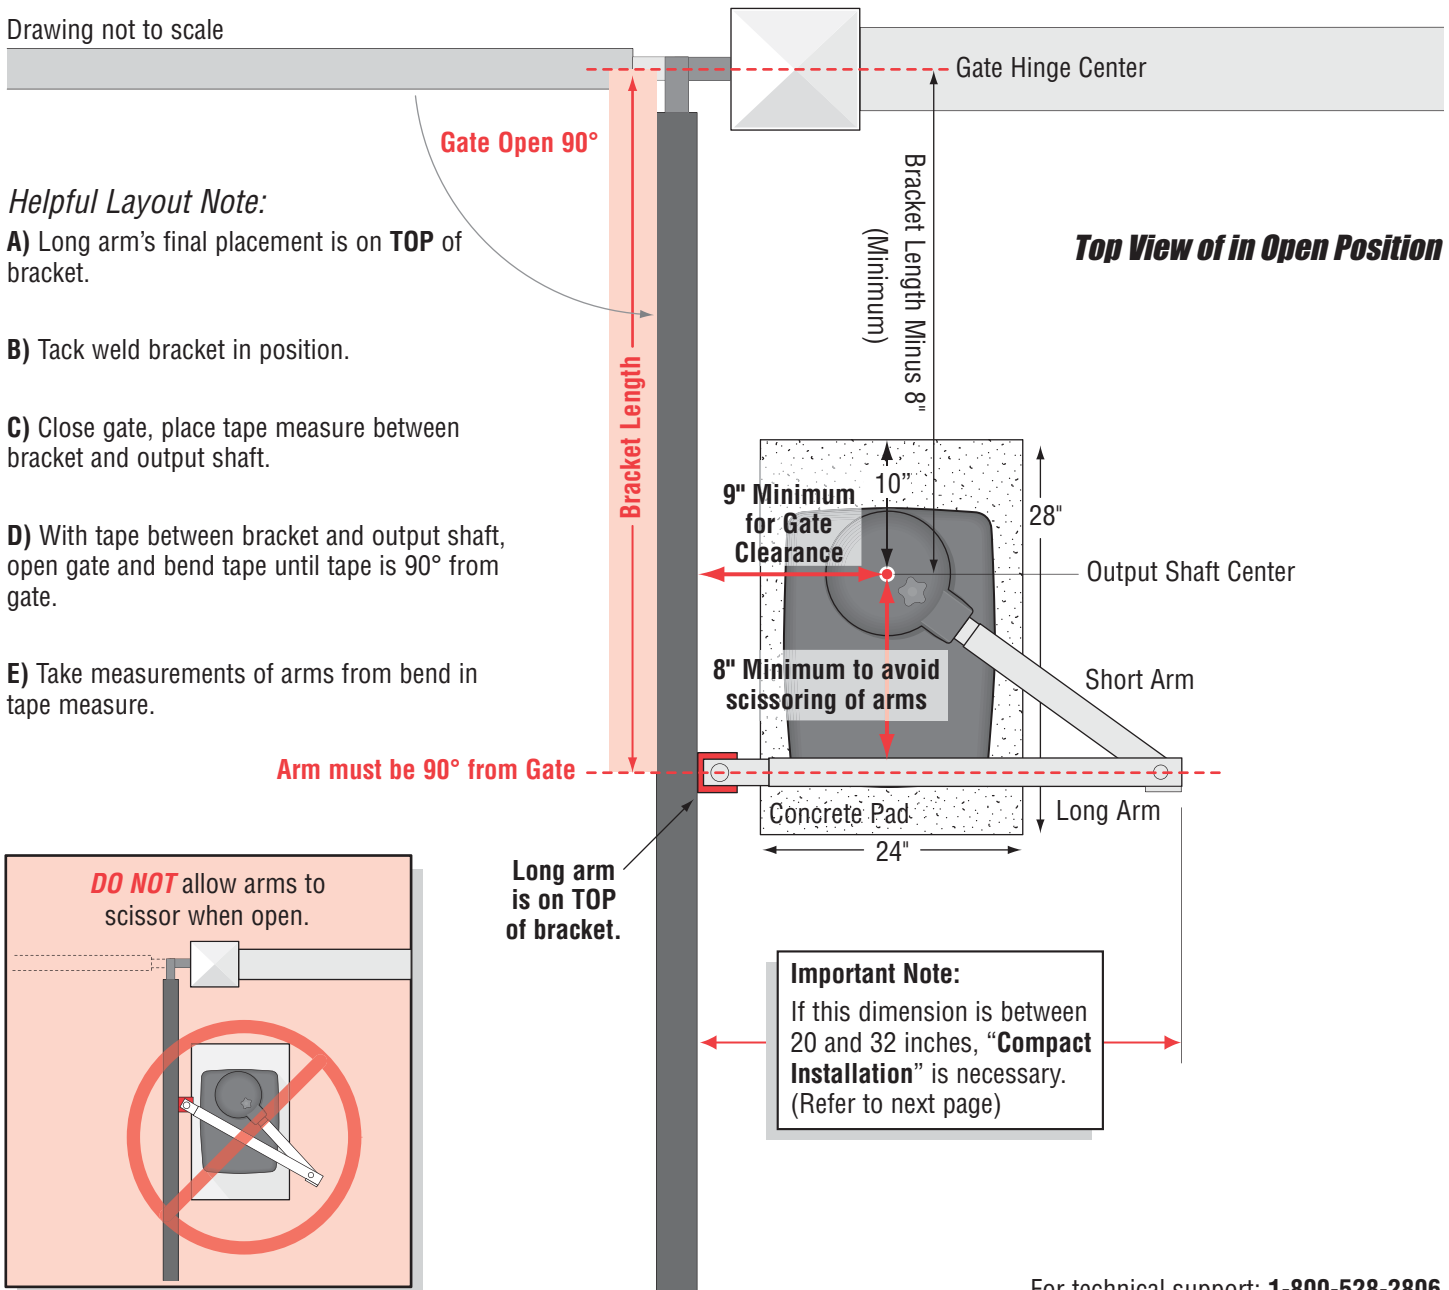 Drawing not to scale
Gate Hinge Center
Gate Open 90°
Helpful Layout Note:
A) Long arm's final placement is on TOP of
bracket.
B) Tack weld bracket in position.
C) Close gate, place tape measure between
bracket and output shaft.
D) With tape between bracket and output shaft,
open gate and bend tape until tape is 90° from
gate.
E) Take measurements of arms from bend in
tape measure.
Bracket Length
Bracket Length Minus 8"
(Minimum)
Top View of in Open Position
10”
9" Minimum
for Gate
Clearance
28"
Output Shaft Center
8" Minimum to avoid
scissoring of arms
Short Arm
Arm must be 90° from Gate
Concrete Pad
Long Arm
24"
Long arm
is on TOP
of bracket.
DO NOT allow arms to
scissor when open.
Important Note:
If this dimension is between
20 and 32 inches, “Compact
Installation” is necessary.
(Refer to next page)
For technical support: 1-800-528-2806